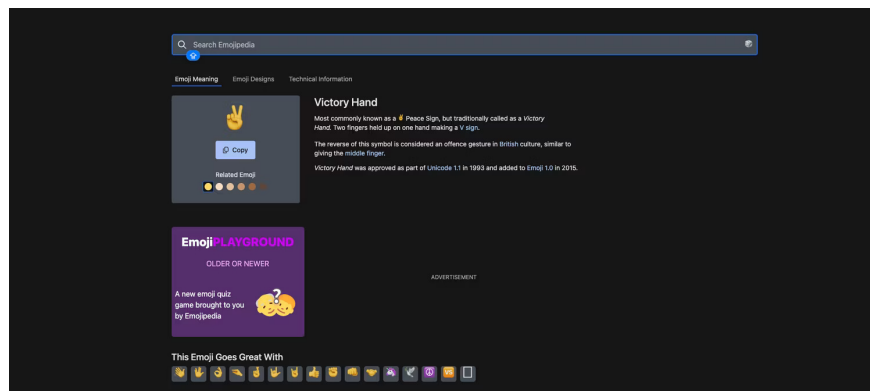 Search Emojipedia
Emoji Meaning Emoji Designs Technical Information
Victory Hand
Most commonly known as a ✌ Peace Sign, but traditionally called as a Victory
Hand. Two fingers held up on one hand making a V sign.
The reverse of this symbol is considered an offence gesture in British culture, similar to
giving the middle finger.
Victory Hand was approved as part of Unicode 1.1 in 1993 and added to Emoji 1.0 in 2015.
Copy
Related Emoji
EmojiPLAYGROUND
OLDER OR NEWER
A new emoji quiz
game brought to you
by Emojipedia
ADVERTISEMENT
This Emoji Goes Great With